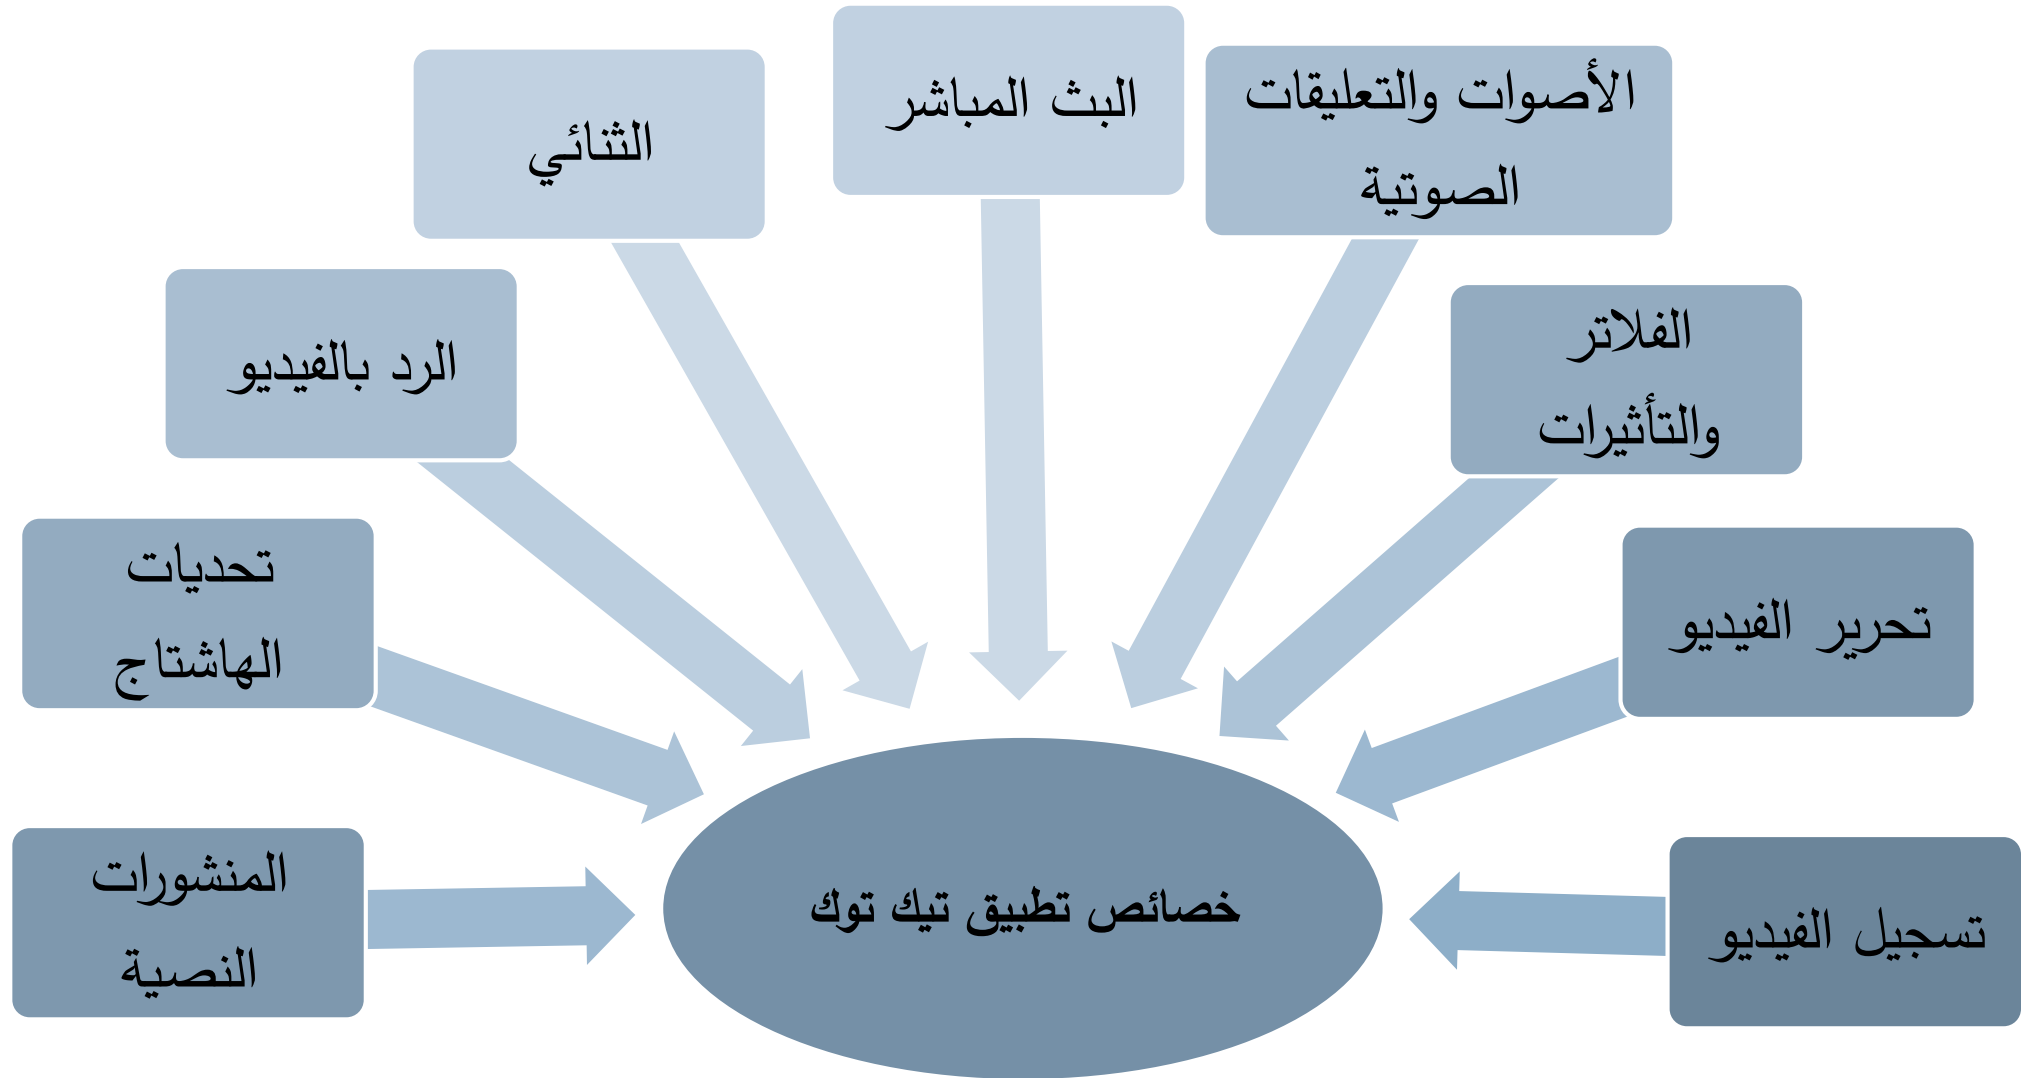 البث المباشر
الأصوات والتعليقات
الصوتية
الثنائي
الفلاتر
والتأثيرات
الرد بالفيديو
تحرير الفيديو
تحديات
الهاشتاج
تسجيل الفيديو
المنشورات
النصية
خصائص تطبيق تيك توك